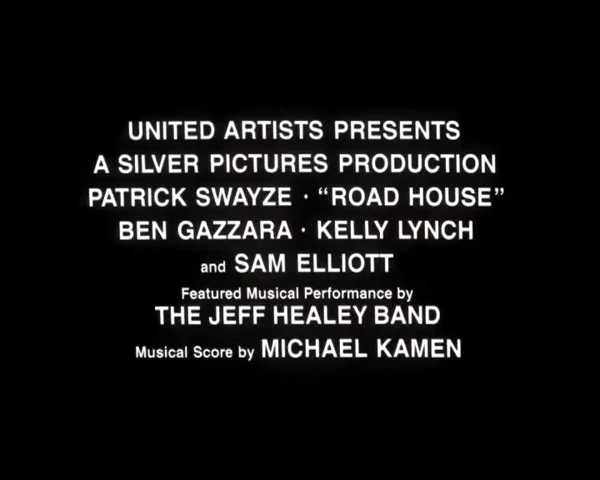 UNITED ARTISTS PRESENTS
A SILVER PICTURES PRODUCTION
PATRICK SWAYZE · “ROAD HOUSE”
BEN GAZZARA · KELLY LYNCH
and SAM ELLIOTT
Featured Musical Performance by
THE JEFF HEALEY BAND
Musical Score by MICHAEL KAMEN